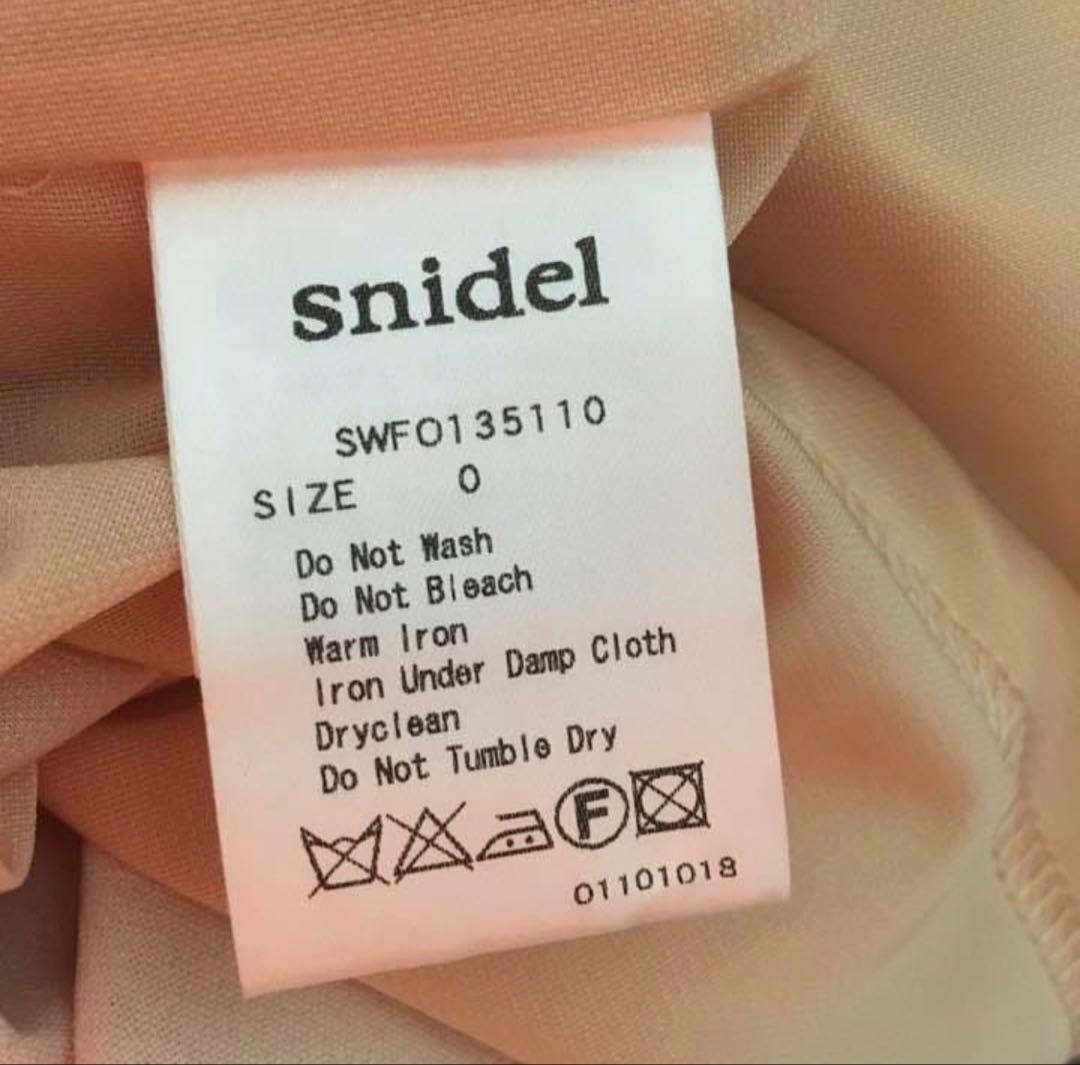 snidel
SWFO135110
SIZE 0
Do Not Wash
Do Not Bleach
Warm Iron
Iron Under Damp Cloth
Dryclean
Do Not Tumble Dry
F
01101018